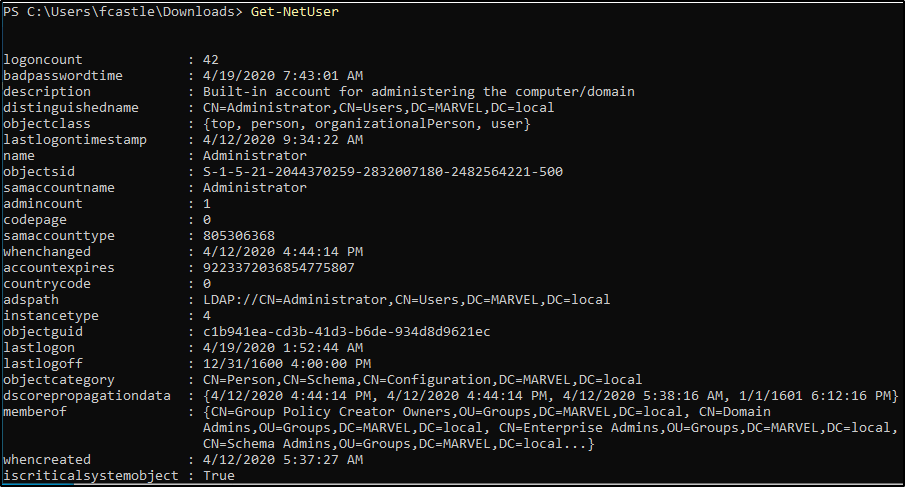 PS C:\Users\fcastle\Downloads> Get-NetUser
logoncount : 42
badpasswordtime : 4/19/2020 7:43:01 AM
description : Built-in account for administering the computer/domain
distinguishedname : CN=Administrator,CN=Users,DC=MARVEL,DC=local
objectclass : {top, person, organizationalPerson, user}
lastlogontimestamp : 4/12/2020 9:34:22 AM
name : Administrator
objectsid : S-1-5-21-2044370259-2832007180-2482564221-500
samaccountname : Administrator
admincount : 1
codepage : 0
samaccounttype : 805306368
whenchanged : 4/12/2020 4:44:14 PM
accountexpires : 9223372036854775807
countrycode : 0
adspath : LDAP://CN=Administrator,CN=Users,DC=MARVEL,DC=local
instancetype : 4
objectguid : c1b941ea-cd3b-41d3-b6de-934d8d9621ec
lastlogon : 4/19/2020 1:52:44 AM
lastlogoff : 12/31/1600 4:00:00 PM
objectcategory : CN=Person,CN=Schema,CN=Configuration,DC=MARVEL,DC=local
dscorepropagationdata : {4/12/2020 4:44:14 PM, 4/12/2020 4:44:14 PM, 4/12/2020 5:38:16 AM, 1/1/1601 6:12:16 PM}
memberof : {CN=Group Policy Creator Owners,OU=Groups,DC=MARVEL,DC=local, CN=Domain
Admins,OU=Groups,DC=MARVEL,DC=local, CN=Enterprise Admins,OU=Groups,DC=MARVEL,DC=local,
CN=Schema Admins,OU=Groups,DC=MARVEL,DC=local...}
whencreated : 4/12/2020 5:37:27 AM
iscriticalsystemobject : True